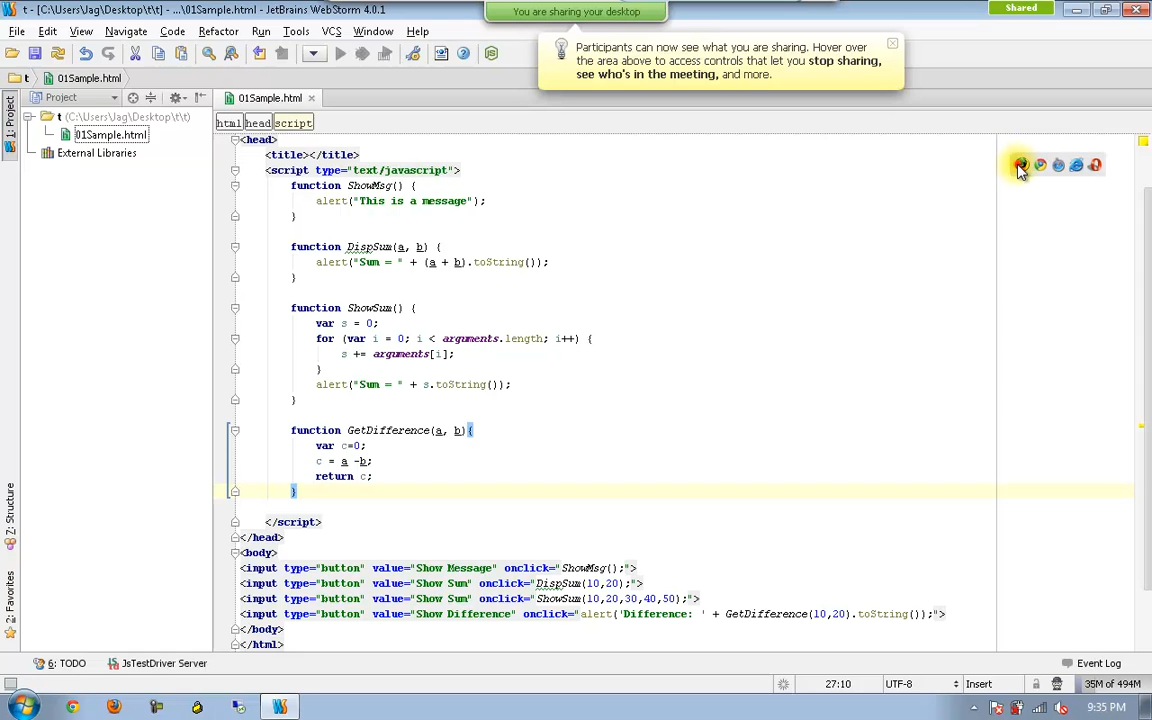 t - [C:\Users\Jag\Desktop\t\t] - ...\01Sample.html - JetBrains WebStorm 4.0.1
You are sharing your desktop
Shared
File Edit View Navigate Code Refactor Run Tools VCS Window Help
Participants can now see what you are sharing. Hover over
the area above to access controls that let you stop sharing,
see who's in the meeting, and more.
t 01Sample.html
Project
01Sample.html
1: Project
t (C:\Users\Jag\Desktop\t\t)
01Sample.html
External Libraries
html head script
<head>
<title></title>
<script type="text/javascript">
function ShowMsg() {
alert("This is a message");
}
function DispSum(a, b) {
alert("Sum = " + (a + b).toString());
}
function ShowSum() {
var s = 0;
for (var i = 0; i < arguments.length; i++) {
s += arguments[i];
}
alert("Sum = " + s.toString());
}
function GetDifference(a, b){
var c=0;
c = a -b;
return c;
}
</script>
</head>
<body>
<input type="button" value="Show Message" onclick="ShowMsg();">
<input type="button" value="Show Sum" onclick="DispSum(10,20);">
<input type="button" value="Show Sum" onclick="ShowSum(10,20,30,40,50);">
<input type="button" value="Show Difference" onclick="alert('Difference: ' + GetDifference(10,20).toString());">
</body>
</html>
7: Structure
2: Favorites
6: TODO JsTestDriver Server Event Log
27:10 UTF-8 Insert 35M of 494M
9:35 PM